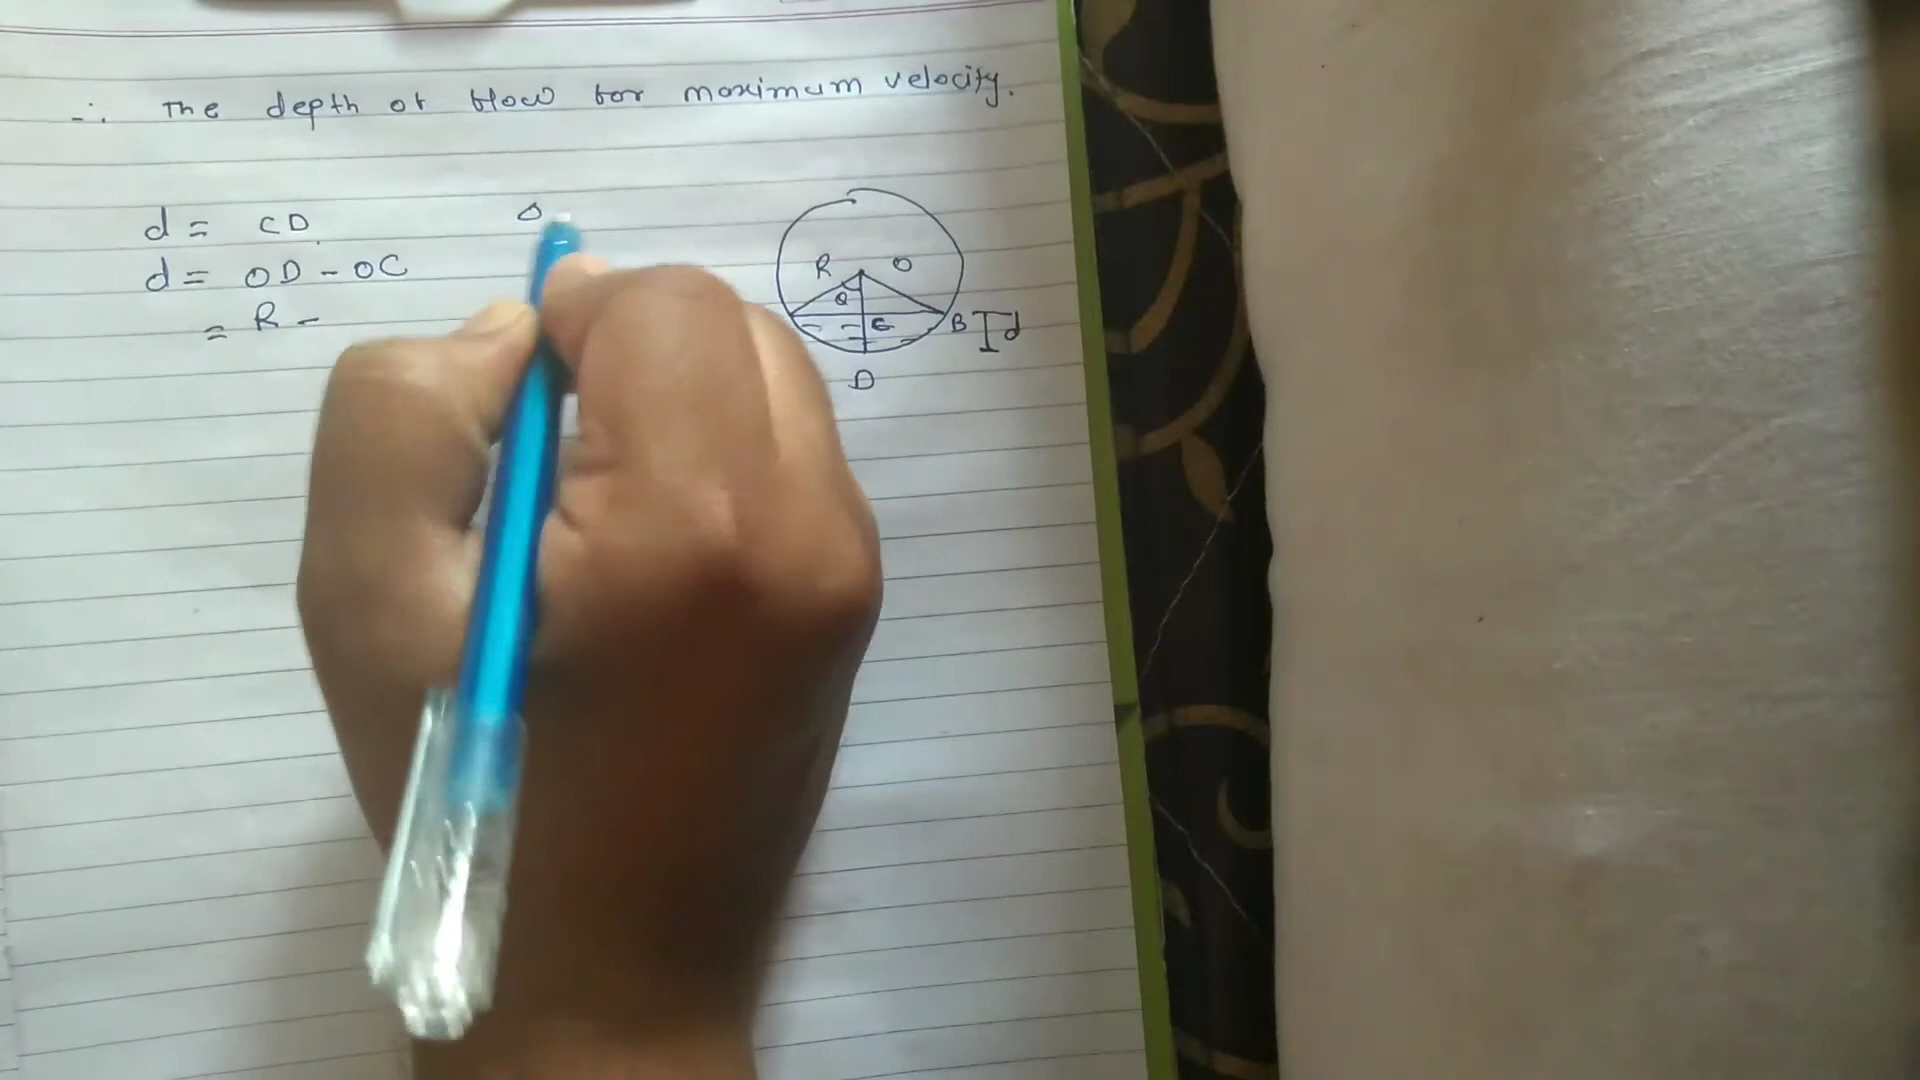 ∴ The depth of flow for maximum velocity.
d = CD
d = OD - OC
= R -
Δ
R O
θ
C B d
D